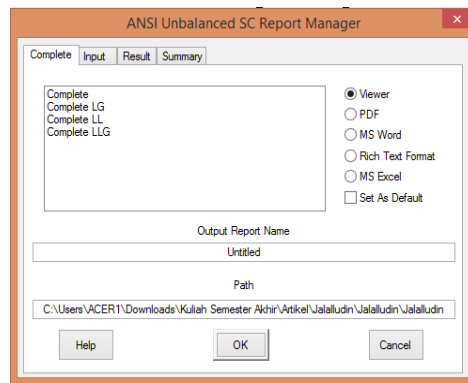 ANSI Unbalanced SC Report Manager
Complete Input Result Summary
Complete
Complete LG
Complete LL
Complete LLG
Viewer
PDF
MS Word
Rich Text Format
MS Excel
Set As Default
Output Report Name
Untitled
Path
C:\Users\ACER1\Downloads\Kuliah Semester Akhir\Artikel\Jalalludin\Jalalludin\Jalalludin
Help OK Cancel